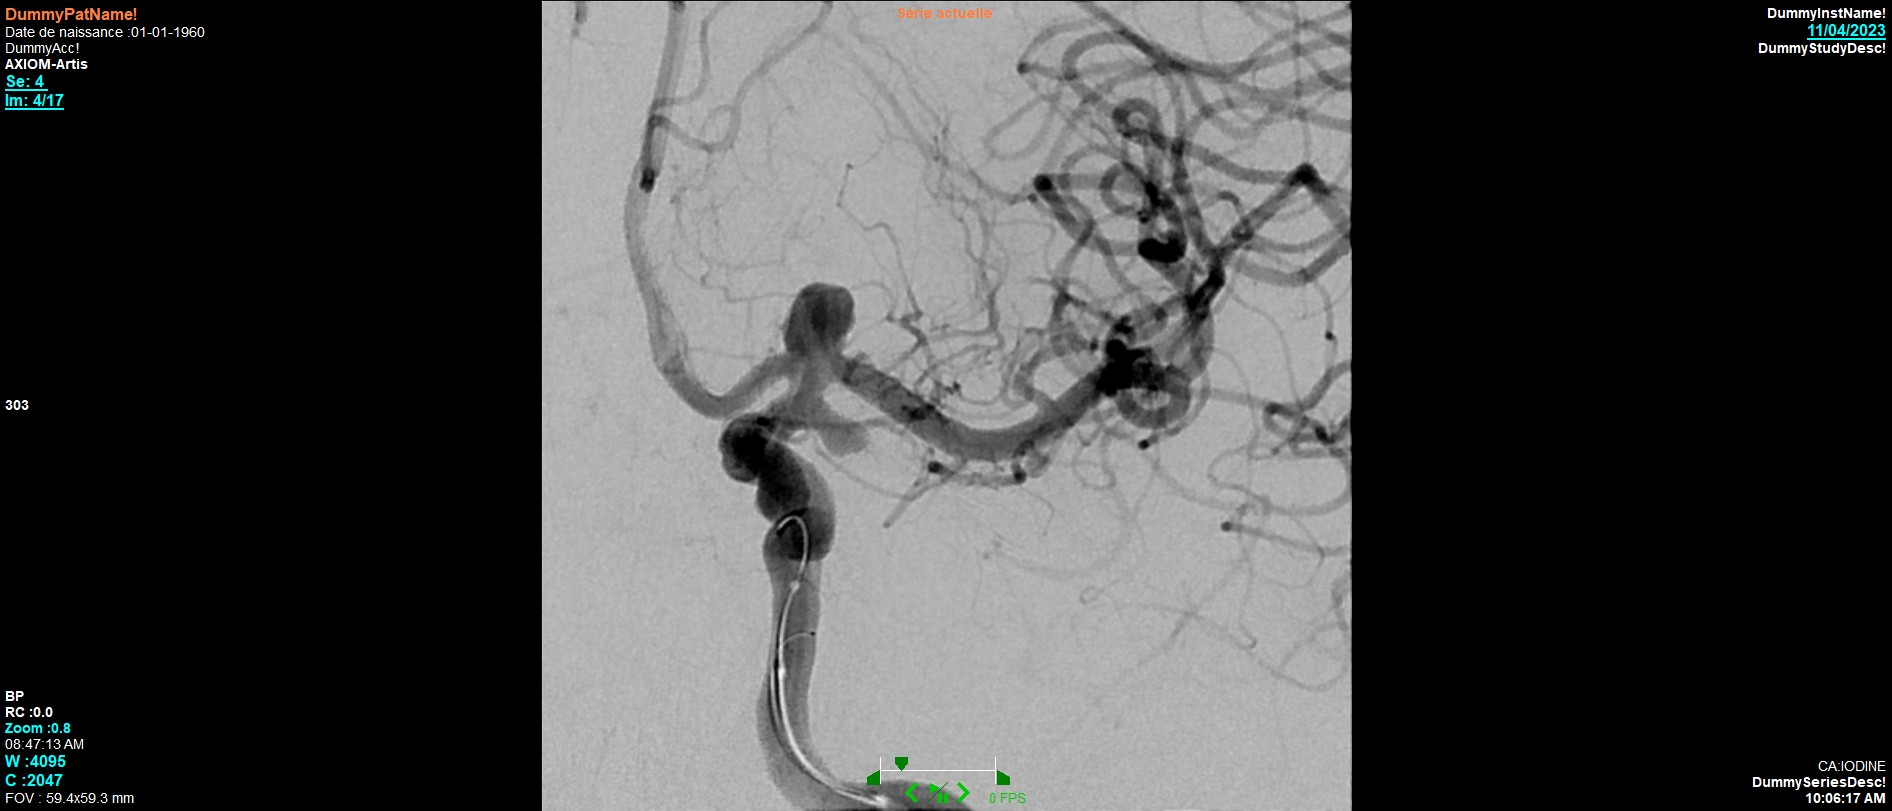 DummyPatName!
Date de naissance :01-01-1960
DummyAcc!
AXIOM-Artis
Se: 4
Im: 4/17
Série actuelle
DummyInstName!
11/04/2023
DummyStudyDesc!
303
BP
RC :0.0
Zoom :0.8
08:47:13 AM
W :4095
C :2047
FOV : 59.4x59.3 mm
0 FPS
CA:IODINE
DummySeriesDesc!
10:06:17 AM